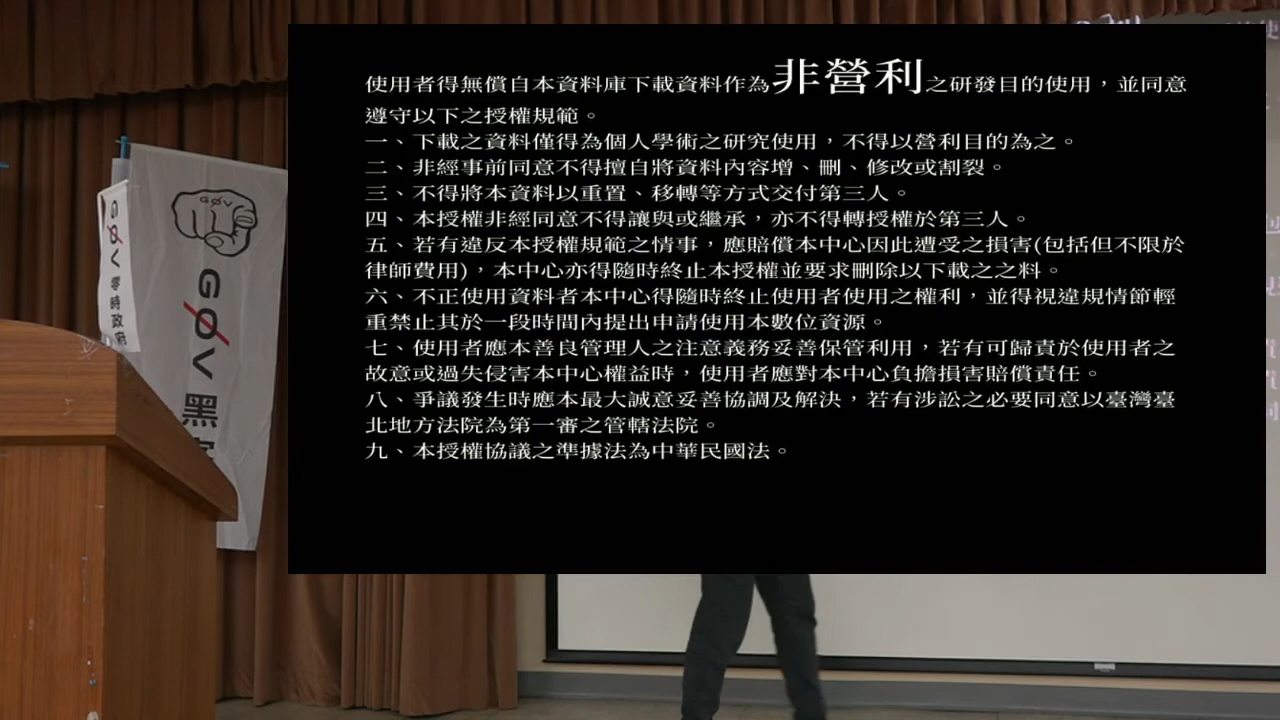 使用者得無償自本資料庫下載資料作為非營利之研發目的使用，並同意
遵守以下之授權規範。
一、下載之資料僅得為個人學術之研究使用，不得以營利目的為之。
二、非經事前同意不得擅自將資料內容增、刪、修改或割裂。
三、不得將本資料以重置、移轉等方式交付第三人。
四、本授權非經同意不得讓與或繼承，亦不得轉授權於第三人。
五、若有違反本授權規範之情事，應賠償本中心因此遭受之損害(包括但不限於
律師費用)，本中心亦得隨時終止本授權並要求刪除以下載之之料。
六、不正使用資料者本中心得隨時終止使用者使用之權利，並得視違規情節輕
重禁止其於一段時間內提出申請使用本數位資源。
七、使用者應本善良管理人之注意義務妥善保管利用，若有可歸責於使用者之
故意或過失侵害本中心權益時，使用者應對本中心負擔損害賠償責任。
八、爭議發生時應本最大誠意妥善協調及解決，若有涉訟之必要同意以臺灣臺
北地方法院為第一審之管轄法院。
九、本授權協議之準據法為中華民國法。
G0V
G0V 黑
G0V 零時政府